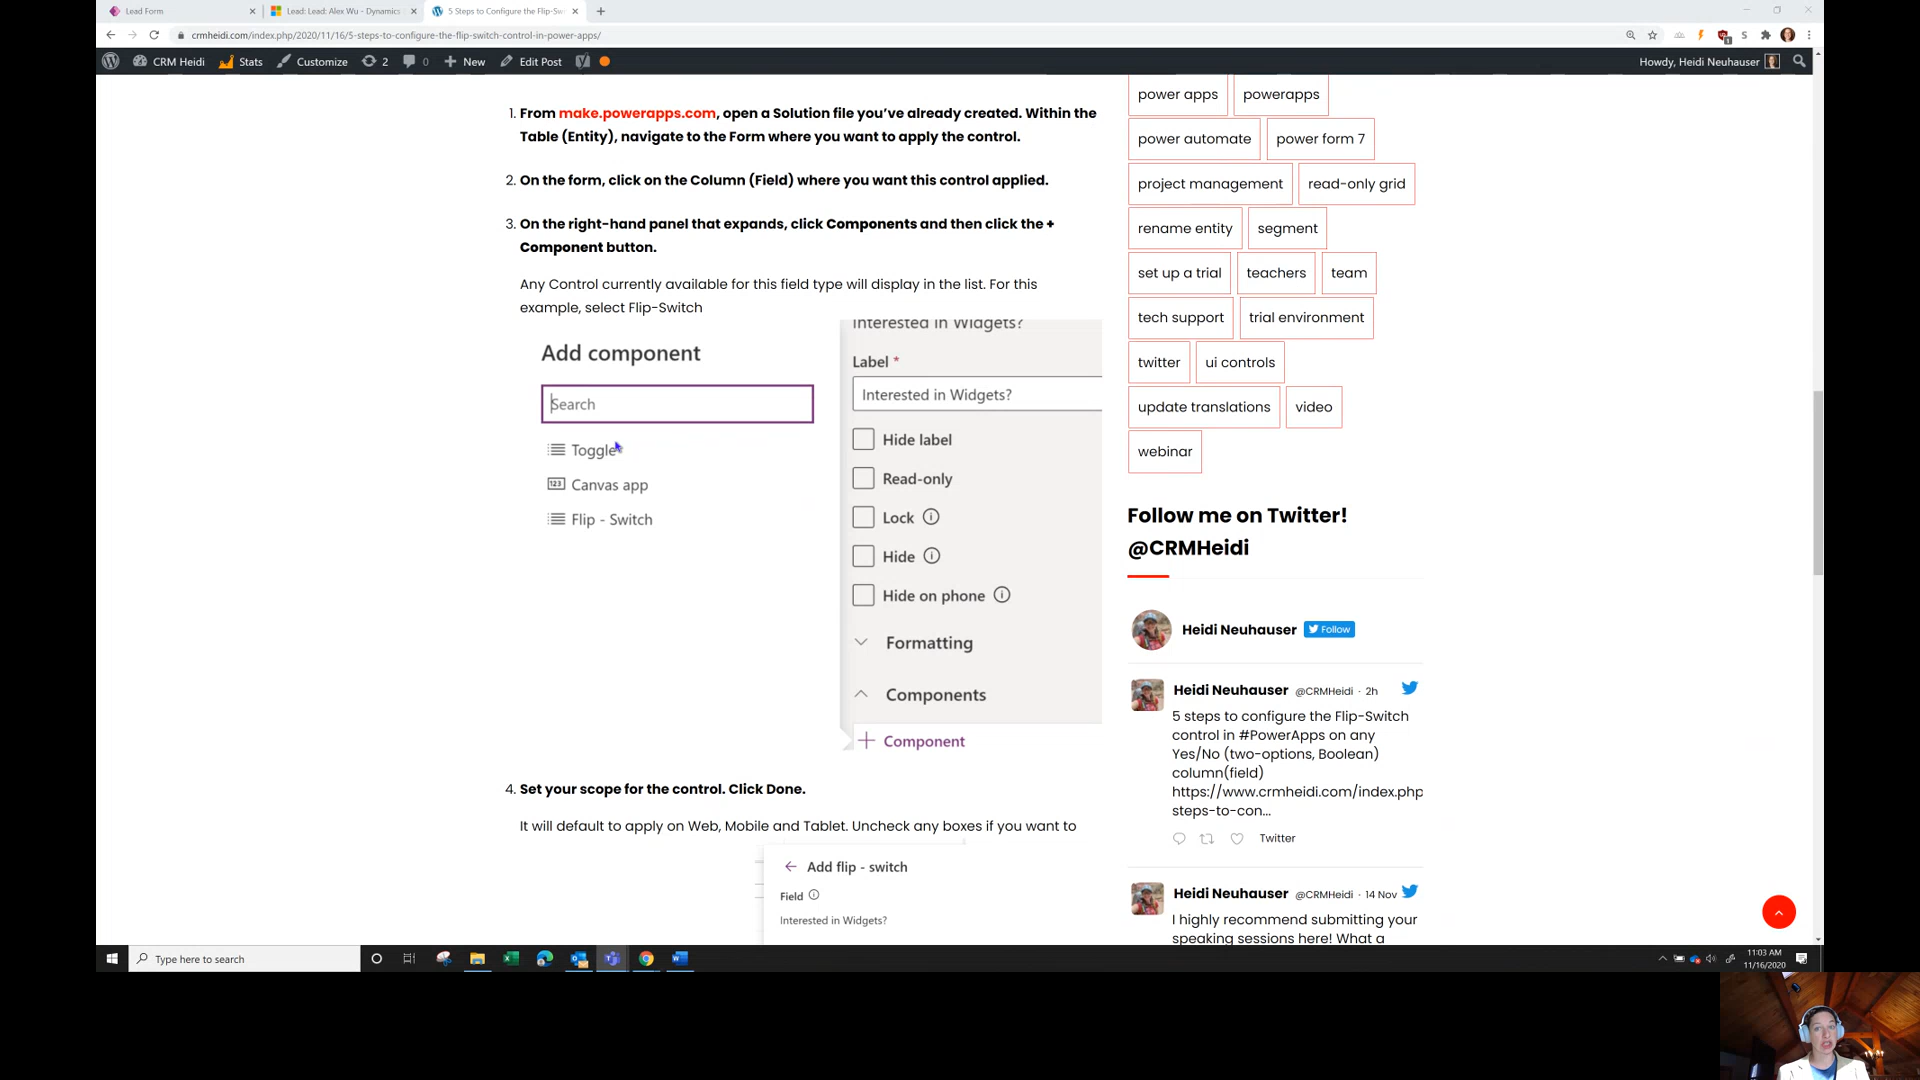 Lead Form
Lead: Lead: Alex Wu - Dynamics
5 Steps to Configure the Flip-Sw
crmheidi.com/index.php/2020/11/16/5-steps-to-configure-the-flip-switch-control-in-power-apps/
CRM Heidi Stats Customize 2 0 New Edit Post Howdy, Heidi Neuhauser
1. From make.powerapps.com, open a Solution file you've already created. Within the
Table (Entity), navigate to the Form where you want to apply the control.
2. On the form, click on the Column (Field) where you want this control applied.
3. On the right-hand panel that expands, click Components and then click the +
Component button.
Any Control currently available for this field type will display in the list. For this
example, select Flip-Switch
Add component
Search
Toggle
Canvas app
Flip - Switch
Interested in Widgets?
Label *
Interested in Widgets?
Hide label
Read-only
Lock
Hide
Hide on phone
Formatting
Components
+ Component
4. Set your scope for the control. Click Done.
It will default to apply on Web, Mobile and Tablet. Uncheck any boxes if you want to
Add flip - switch
Field
Interested in Widgets?
power apps powerapps
power automate power form 7
project management read-only grid
rename entity segment
set up a trial teachers team
tech support trial environment
twitter ui controls
update translations video
webinar
Follow me on Twitter!
@CRMHeidi
Heidi Neuhauser Follow
Heidi Neuhauser @CRMHeidi · 2h
5 steps to configure the Flip-Switch
control in #PowerApps on any
Yes/No (two-options, Boolean)
column(field)
https://www.crmheidi.com/index.php
steps-to-con...
Twitter
Heidi Neuhauser @CRMHeidi · 14 Nov
I highly recommend submitting your
speaking sessions here! What a
Type here to search
11:03 AM
11/16/2020